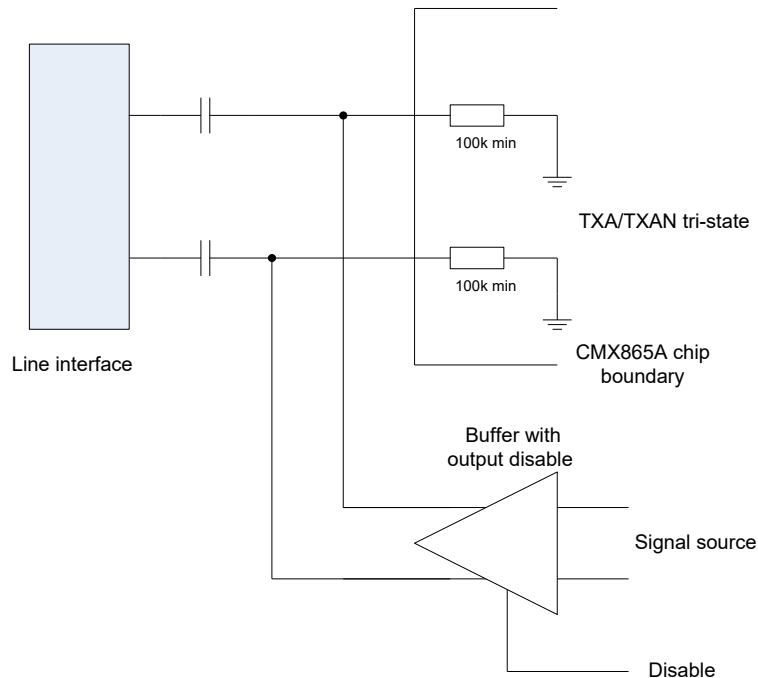 100k min
TXA/TXAN tri-state
100k min
Line interface
CMX865A chip
boundary
Buffer with
output disable
Signal source
Disable